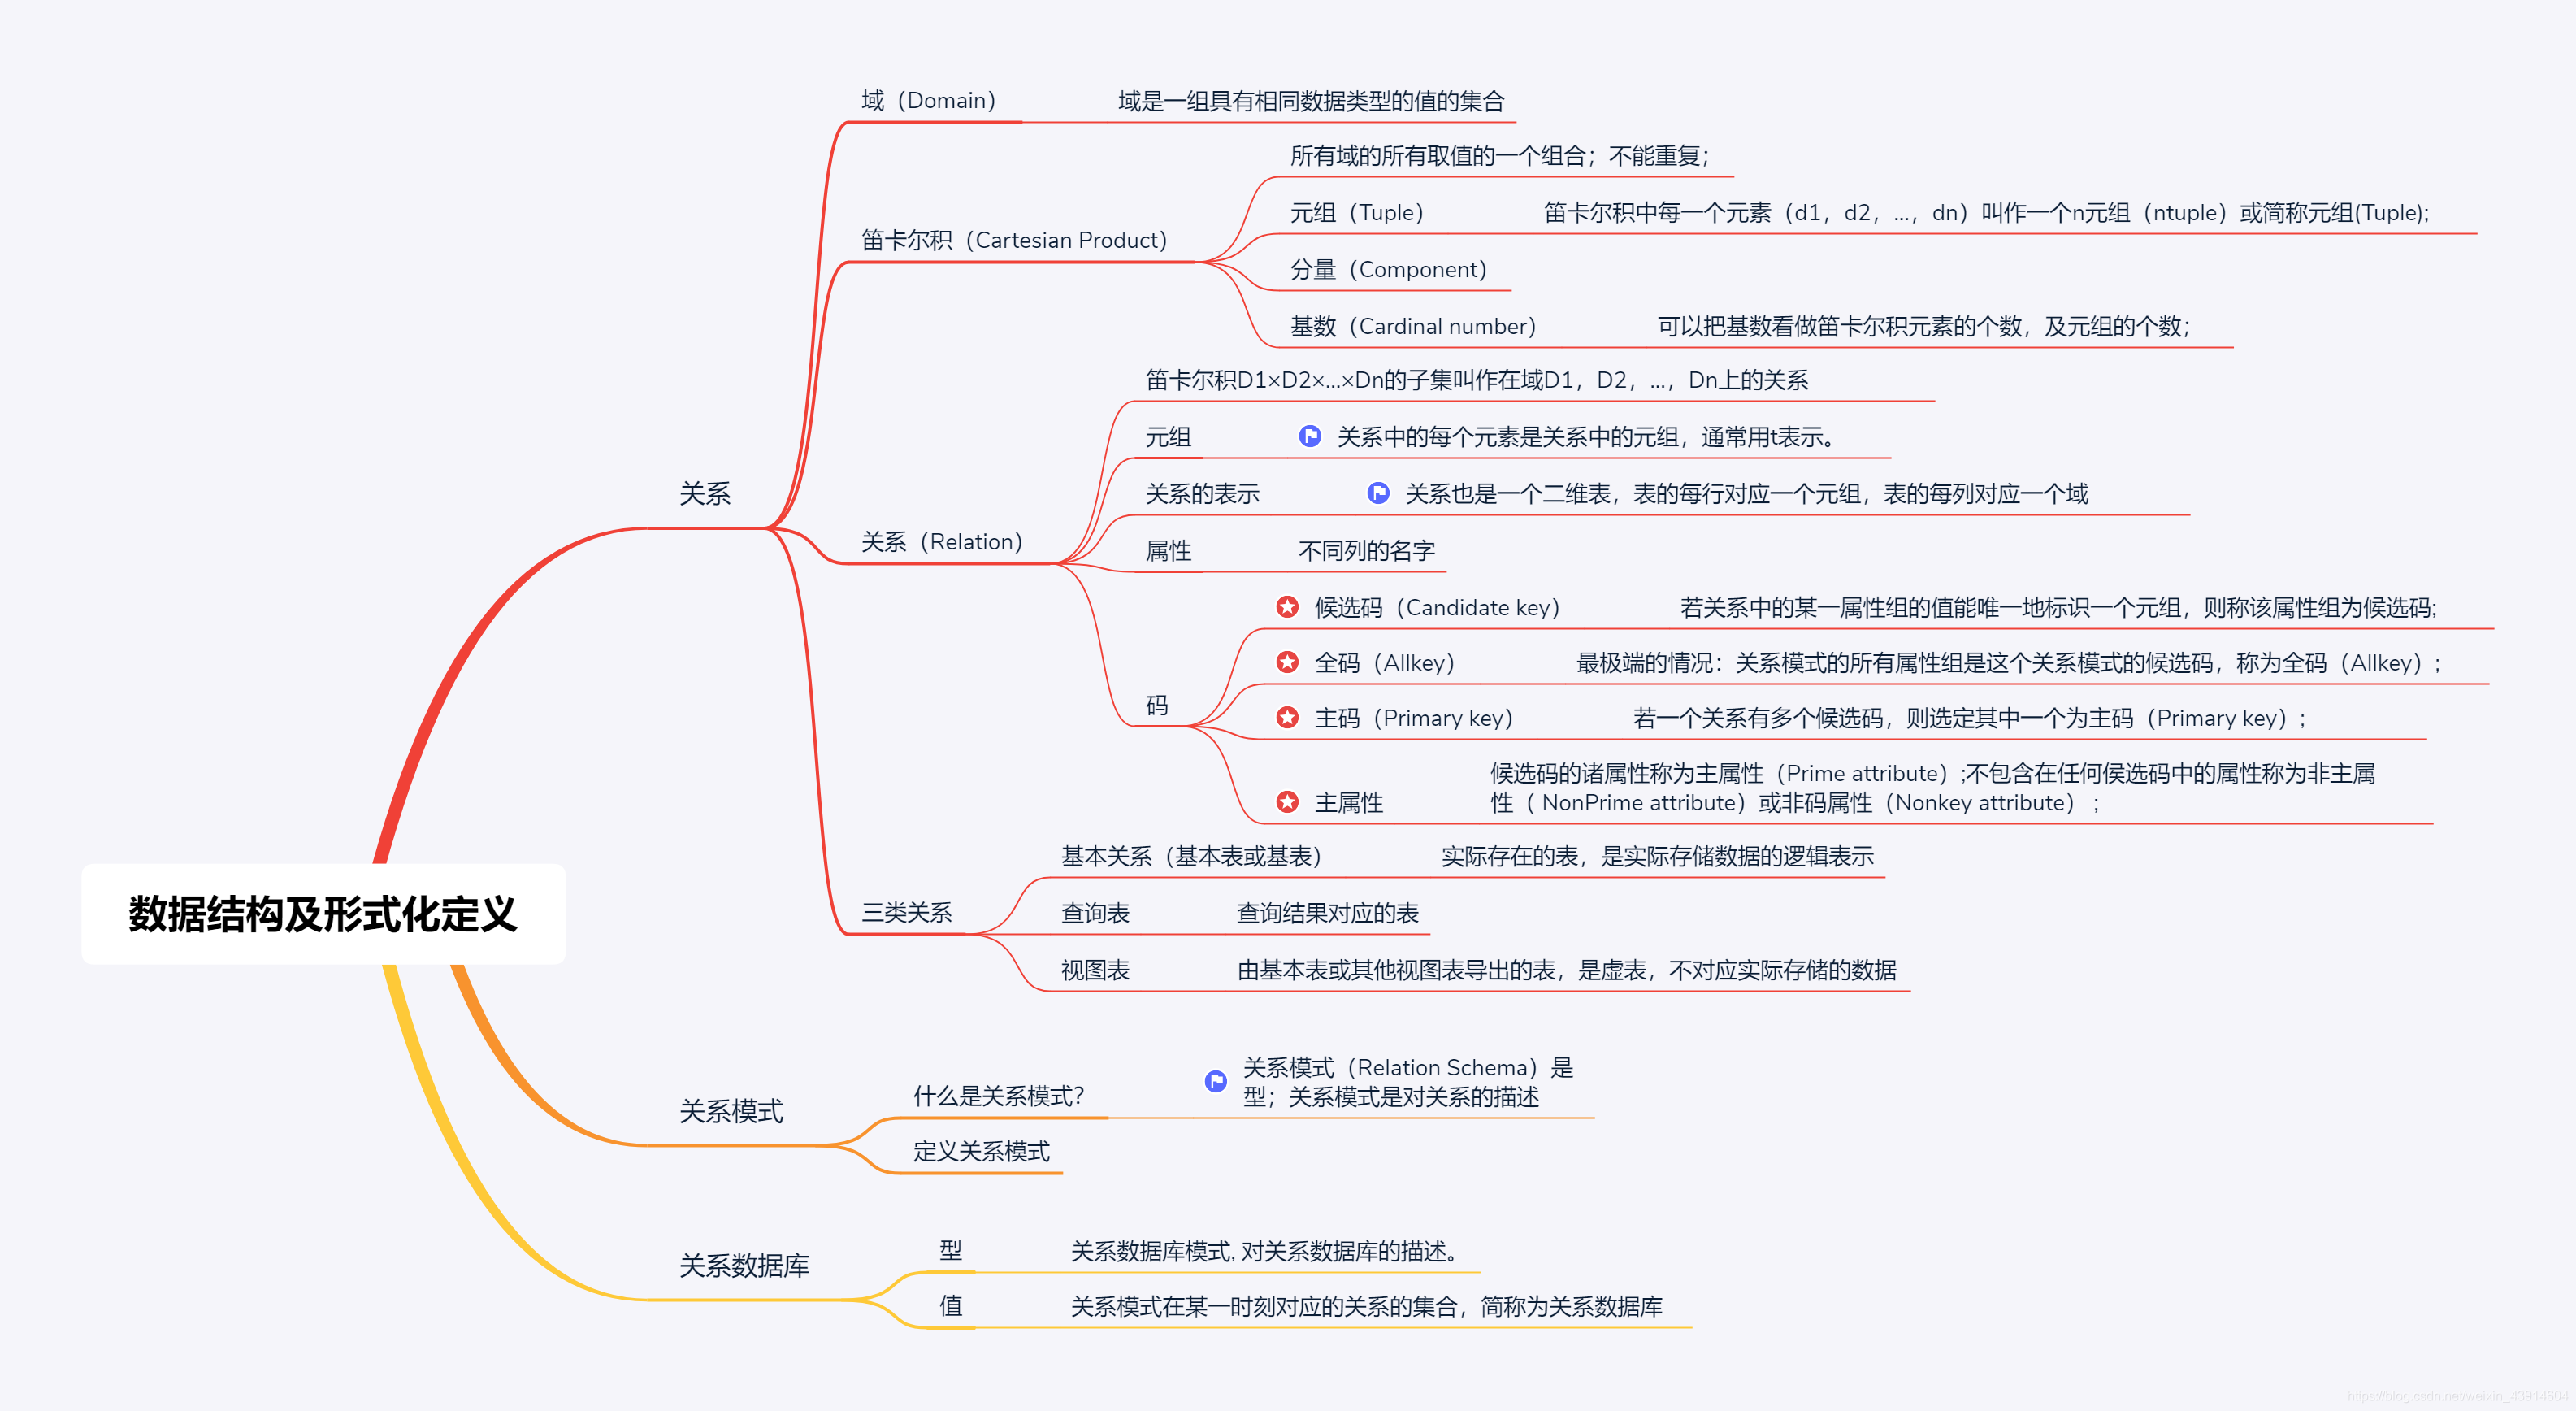 域（Domain）
域是一组具有相同数据类型的值的集合
所有域的所有取值的一个组合；不能重复；
元组（Tuple）
笛卡尔积中每一个元素（d1，d2，...，dn）叫作一个n元组（ntuple）或简称元组(Tuple);
笛卡尔积（Cartesian Product）
分量（Component）
基数（Cardinal number）
可以把基数看做笛卡尔积元素的个数，及元组的个数；
笛卡尔积D1×D2×...×Dn的子集叫作在域D1，D2，...，Dn上的关系
元组
关系中的每个元素是关系中的元组，通常用t表示。
关系
关系的表示
关系也是一个二维表，表的每行对应一个元组，表的每列对应一个域
关系（Relation）
属性
不同列的名字
候选码（Candidate key）
若关系中的某一属性组的值能唯一地标识一个元组，则称该属性组为候选码;
全码（Allkey）
最极端的情况：关系模式的所有属性组是这个关系模式的候选码，称为全码（Allkey）;
码
主码（Primary key）
若一个关系有多个候选码，则选定其中一个为主码（Primary key）;
主属性
候选码的诸属性称为主属性（Prime attribute）;不包含在任何候选码中的属性称为非主属
性（ NonPrime attribute）或非码属性（Nonkey attribute） ;
基本关系（基本表或基表）
实际存在的表，是实际存储数据的逻辑表示
三类关系
查询表
查询结果对应的表
视图表
由基本表或其他视图表导出的表，是虚表，不对应实际存储的数据
数据结构及形式化定义
关系模式
什么是关系模式？
关系模式（Relation Schema）是
型；关系模式是对关系的描述
定义关系模式
关系数据库
型
关系数据库模式, 对关系数据库的描述。
值
关系模式在某一时刻对应的关系的集合，简称为关系数据库
https://blog.csdn.net/weixin_43914604